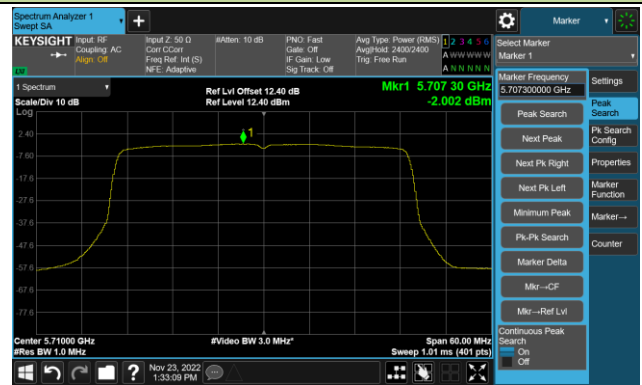 Spectrum Analyzer 1
Swept SA
Marker
KEYSIGHT
Input: RF
Coupling: AC
Align: Off
Input Z: 50 Ω
Corr CCorr
Freq Ref: Int (S)
NFE: Adaptive
#Atten: 10 dB
PNO: Fast
Gate: Off
IF Gain: Low
Sig Track: Off
Avg Type: Power (RMS)
Avg|Hold: 2400/2400
Trig: Free Run
1 2 3 4 5 6
A W W W W W
A N N N N N
LW
Select Marker
Marker 1
1 Spectrum
Scale/Div 10 dB
Log
Ref Lvl Offset 12.40 dB
Ref Level 12.40 dBm
Mkr1 5.707 30 GHz
-2.002 dBm
1
2.40
-7.60
-17.6
-27.6
-37.6
-47.6
-57.6
-67.6
-77.6
Center 5.71000 GHz
#Res BW 1.0 MHz
#Video BW 3.0 MHz*
Span 60.00 MHz
Sweep 1.01 ms (401 pts)
Marker Frequency
5.707300000 GHz
Peak Search
Next Peak
Next Pk Right
Next Pk Left
Minimum Peak
Pk-Pk Search
Marker Delta
Mkr→CF
Mkr→Ref Lvl
Continuous Peak
Search
On
Off
Settings
Peak
Search
Pk Search
Config
Properties
Marker
Function
Marker→
Counter
?
Nov 23, 2022
1:33:09 PM